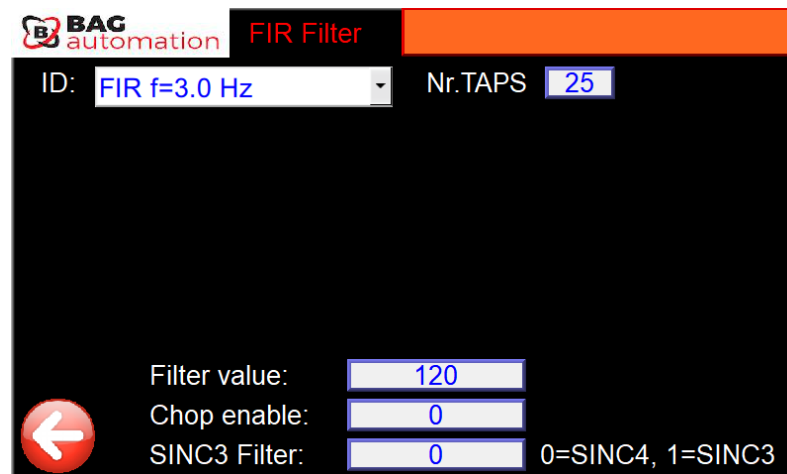 BAG
automation
FIR Filter
ID: FIR f=3.0 Hz Nr.TAPS 25
Filter value: 120
Chop enable: 0
SINC3 Filter: 0 0=SINC4, 1=SINC3